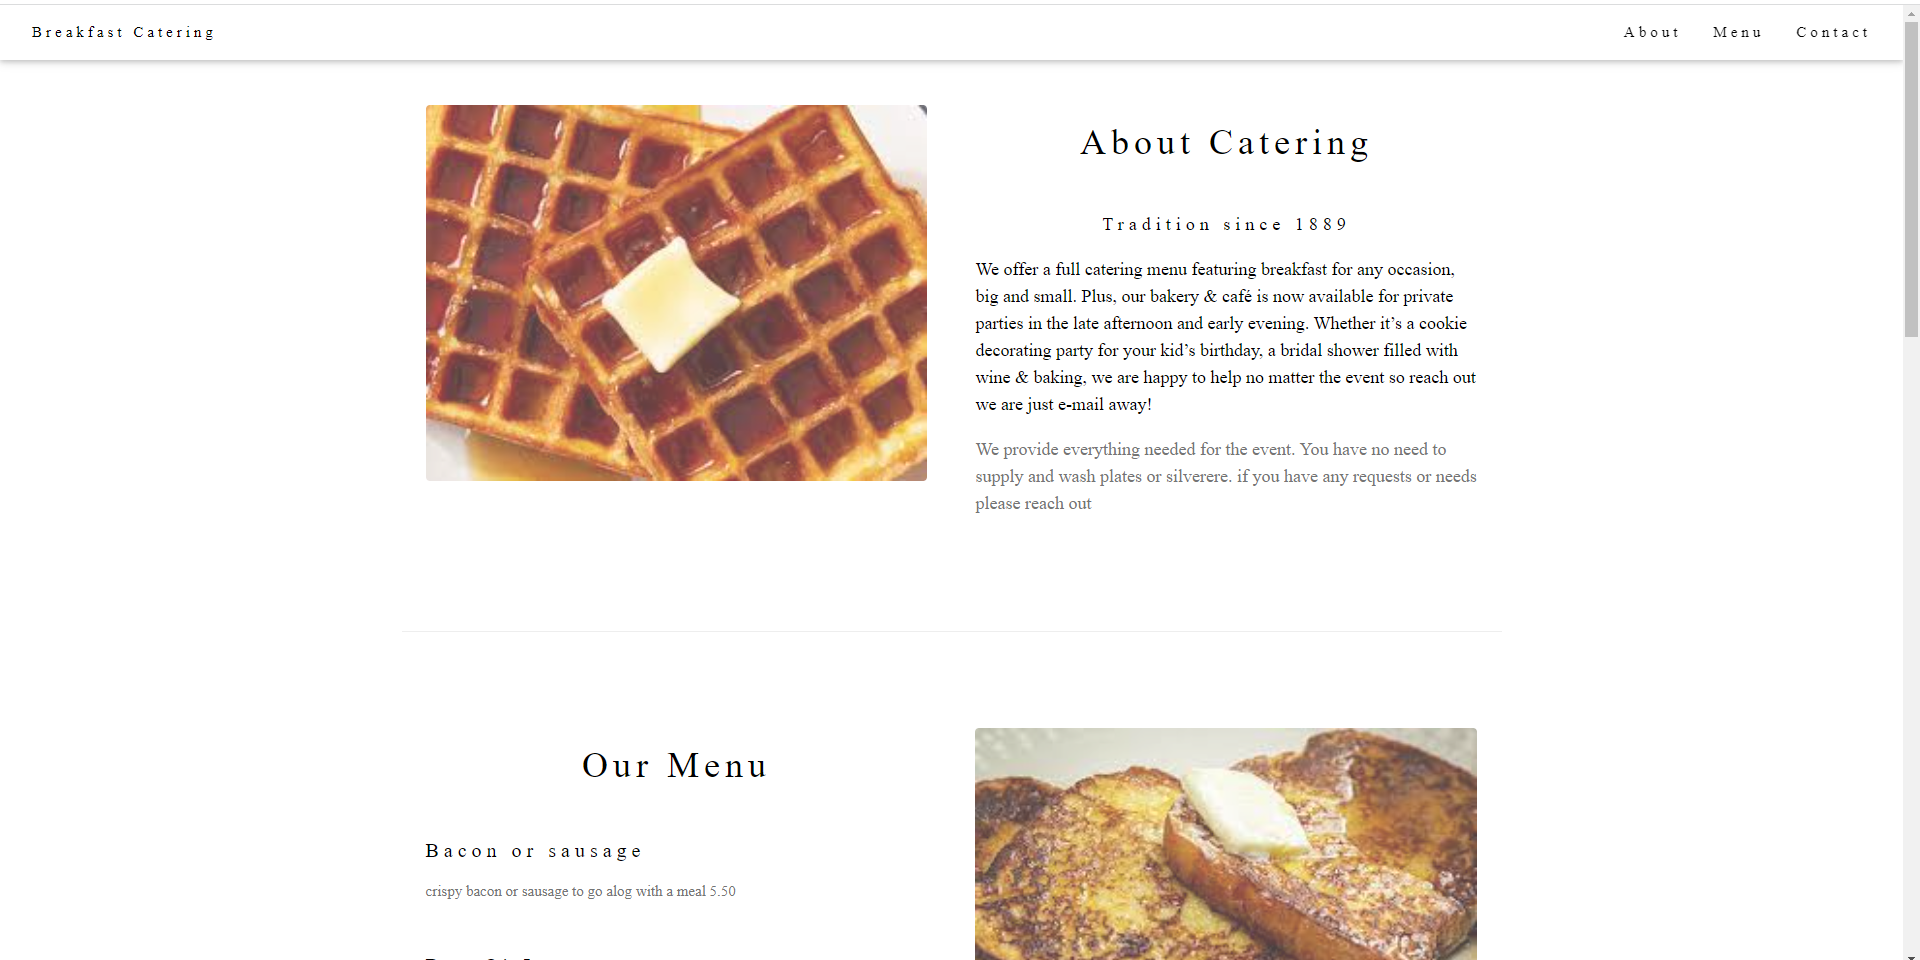 Breakfast Catering
About Menu Contact
About Catering
Tradition since 1889
We offer a full catering menu featuring breakfast for any occasion,
big and small. Plus, our bakery & café is now available for private
parties in the late afternoon and early evening. Whether it’s a cookie
decorating party for your kid’s birthday, a bridal shower filled with
wine & baking, we are happy to help no matter the event so reach out
we are just e-mail away!
We provide everything needed for the event. You have no need to
supply and wash plates or silverere. if you have any requests or needs
please reach out
Our Menu
Bacon or sausage
crispy bacon or sausage to go alog with a meal 5.50